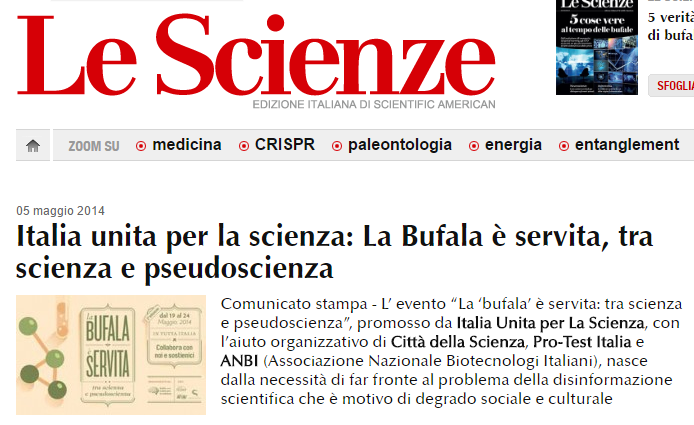 Le Scienze
EDIZIONE ITALIANA DI SCIENTIFIC AMERICAN
5 cose vere
al tempo delle bufale
5 verità
di bufa
SFOGLIA
ZOOM SU
medicina
CRISPR
paleontologia
energia
entanglement
05 maggio 2014
Italia unita per la scienza: La Bufala è servita, tra
scienza e pseudoscienza
la BUFALA
è SERVITA
tra scienza
e pseudoscienza
dal 19 al 24
Maggio 2014
IN TUTTA ITALIA
Collabora con
noi e sostienici
Comunicato stampa - L’ evento “La ‘bufala’ è servita: tra scienza
e pseudoscienza”, promosso da Italia Unita per La Scienza, con
l’aiuto organizzativo di Città della Scienza, Pro-Test Italia e
ANBI (Associazione Nazionale Biotecnologi Italiani), nasce
dalla necessità di far fronte al problema della disinformazione
scientifica che è motivo di degrado sociale e culturale